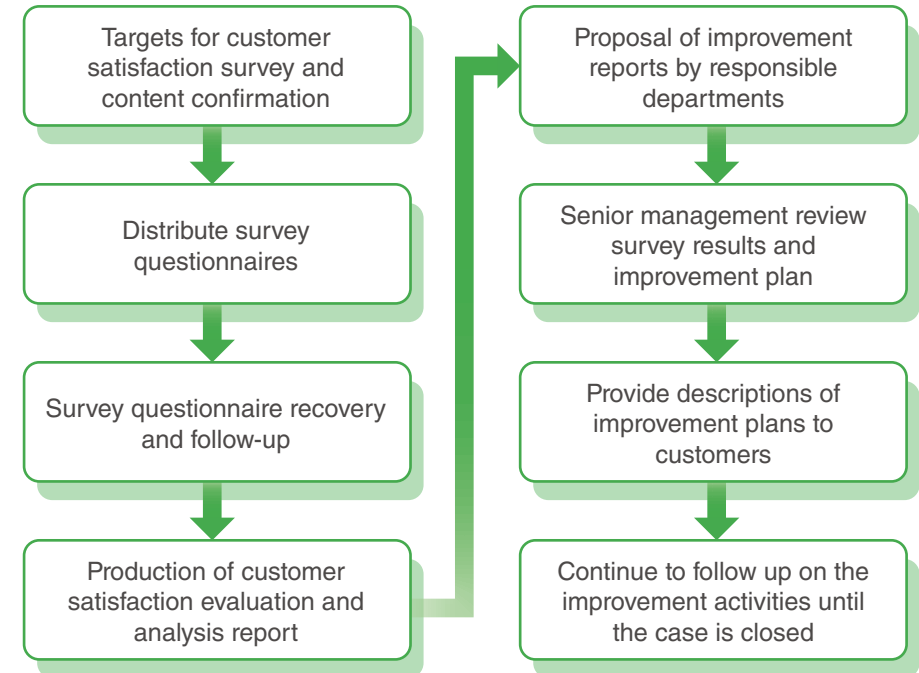 Targets for customer
satisfaction survey and
content confirmation
Distribute survey
questionnaires
Survey questionnaire recovery
and follow-up
Production of customer
satisfaction evaluation and
analysis report
Proposal of improvement
reports by responsible
departments
Senior management review
survey results and
improvement plan
Provide descriptions of
improvement plans to
customers
Continue to follow up on the
improvement activities until
the case is closed